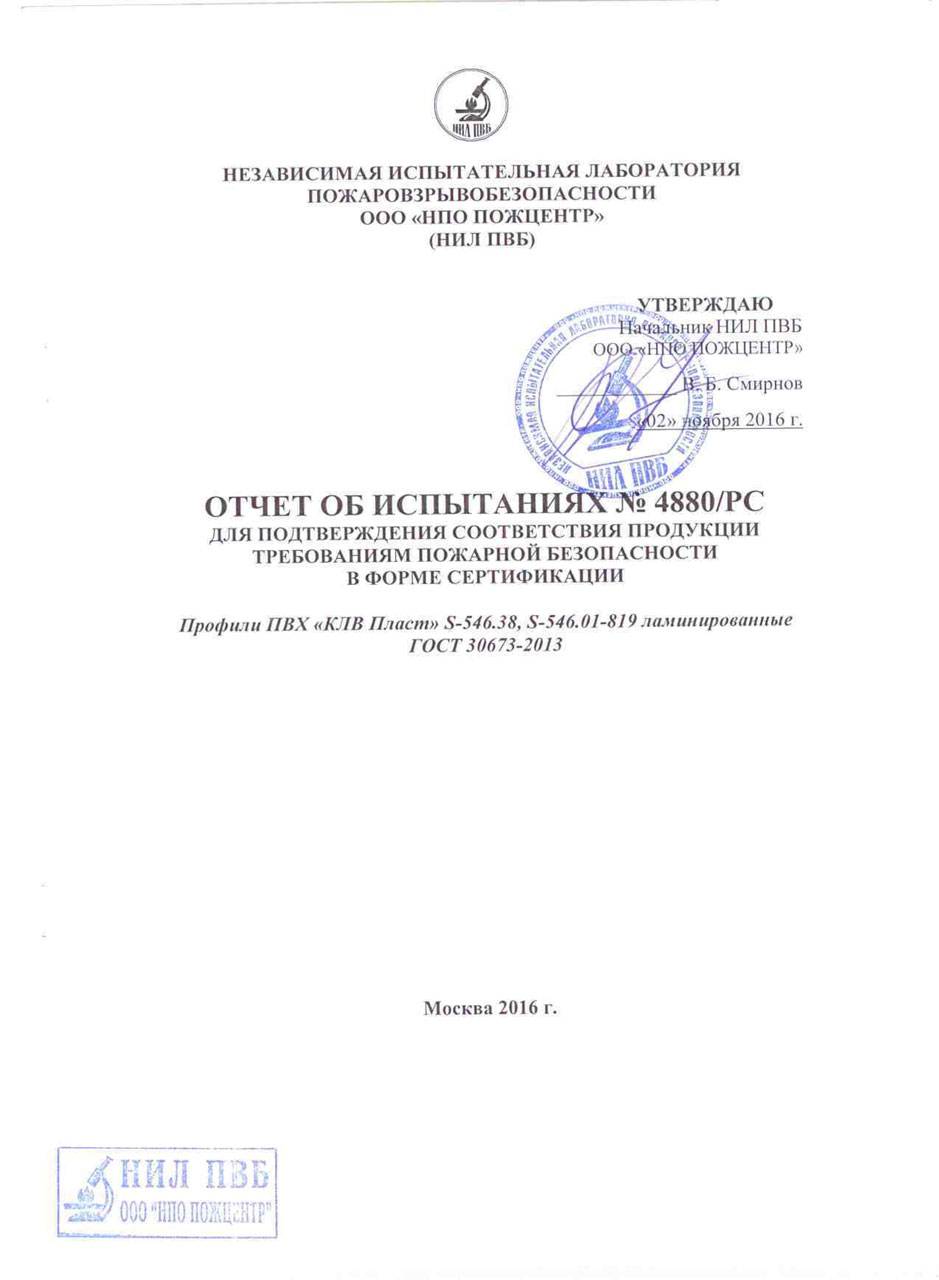 НИЛ ПВБ
НЕЗАВИСИМАЯ ИСПЫТАТЕЛЬНАЯ ЛАБОРАТОРИЯ
ПОЖАРОВЗРЫВОБЕЗОПАСНОСТИ
ООО «НПО ПОЖЦЕНТР»
(НИЛ ПВБ)
УТВЕРЖДАЮ
Начальник НИЛ ПВБ
ООО «НПО ПОЖЦЕНТР»
В. Б. Смирнов
«02» ноября 2016 г.
НЕЗАВИСИМАЯ ИСПЫТАТЕЛЬНАЯ ЛАБОРАТОРИЯ
НИЛ ПВБ
ОТЧЕТ ОБ ИСПЫТАНИЯХ № 4880/РС
ДЛЯ ПОДТВЕРЖДЕНИЯ СООТВЕТСТВИЯ ПРОДУКЦИИ
ТРЕБОВАНИЯМ ПОЖАРНОЙ БЕЗОПАСНОСТИ
В ФОРМЕ СЕРТИФИКАЦИИ
Профили ПВХ «КЛВ Пласт» S-546.38, S-546.01-819 ламинированные
ГОСТ 30673-2013
Москва 2016 г.
НИЛ ПВБ
ООО "НПО ПОЖЦЕНТР"